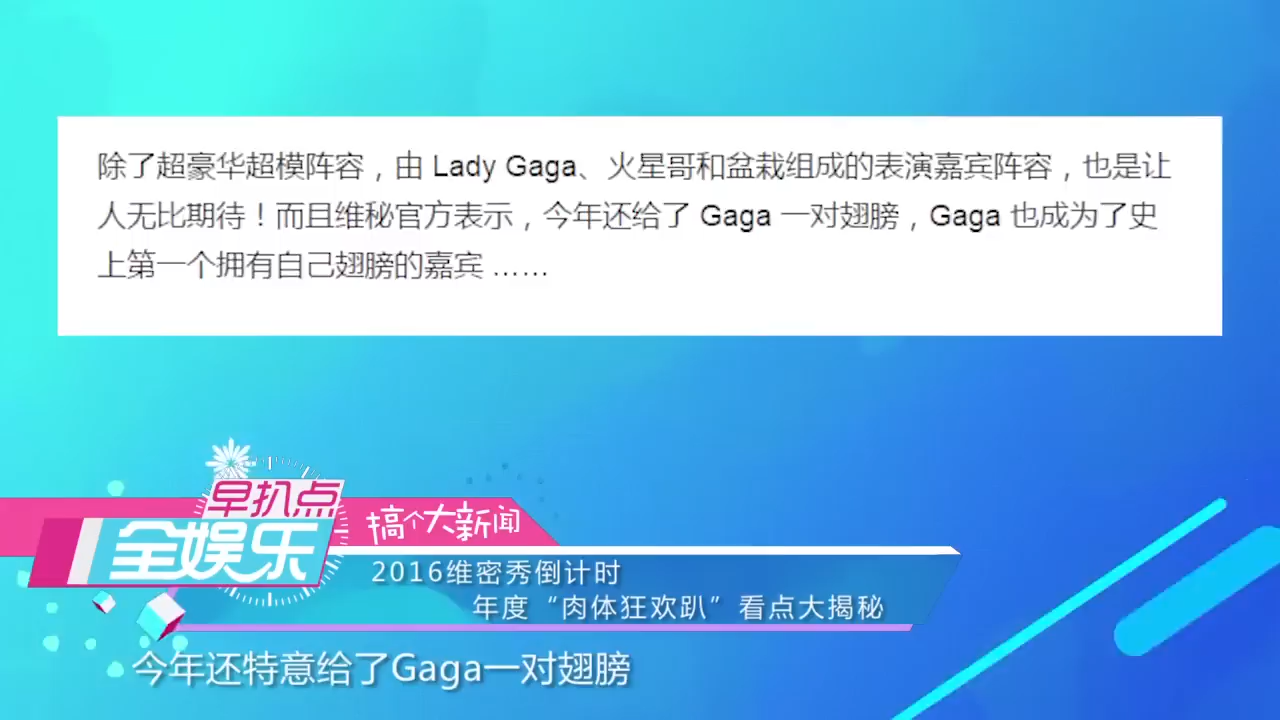 除了超豪华超模阵容，由 Lady Gaga、火星哥和盆栽组成的表演嘉宾阵容，也是让
人无比期待！而且维秘官方表示，今年还给了 Gaga 一对翅膀，Gaga 也成为了史
上第一个拥有自己翅膀的嘉宾 ……
早扒点
全娱乐
搞个大新闻
2016维密秀倒计时
年度“肉体狂欢趴”看点大揭秘
今年还特意给了Gaga一对翅膀